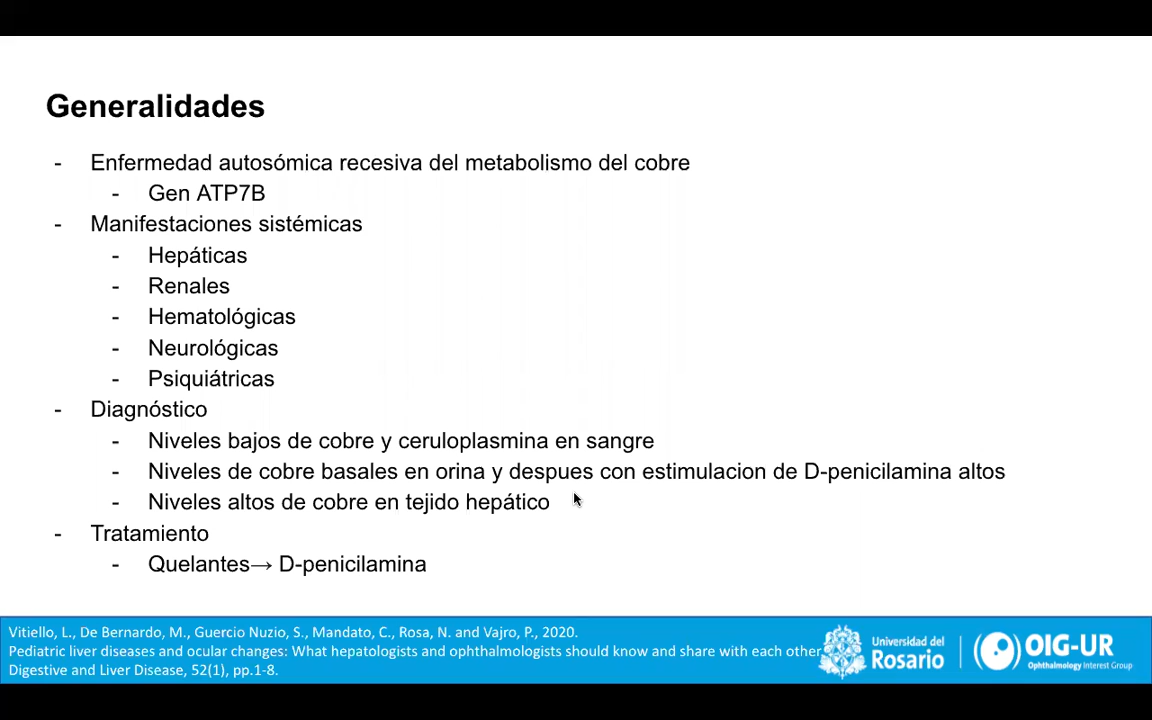 Generalidades
- Enfermedad autosómica recesiva del metabolismo del cobre
- Gen ATP7B
- Manifestaciones sistémicas
- Hepáticas
- Renales
- Hematológicas
- Neurológicas
- Psiquiátricas
- Diagnóstico
- Niveles bajos de cobre y ceruloplasmina en sangre
- Niveles de cobre basales en orina y despues con estimulacion de D-penicilamina altos
- Niveles altos de cobre en tejido hepático
- Tratamiento
- Quelantes→ D-penicilamina
Vitiello, L., De Bernardo, M., Guercio Nuzio, S., Mandato, C., Rosa, N. and Vajro, P., 2020.
Pediatric liver diseases and ocular changes: What hepatologists and ophthalmologists should know and share with each other
Digestive and Liver Disease, 52(1), pp.1-8.
Universidad del
Rosario
OIG-UR
Ophthalmology Interest Group